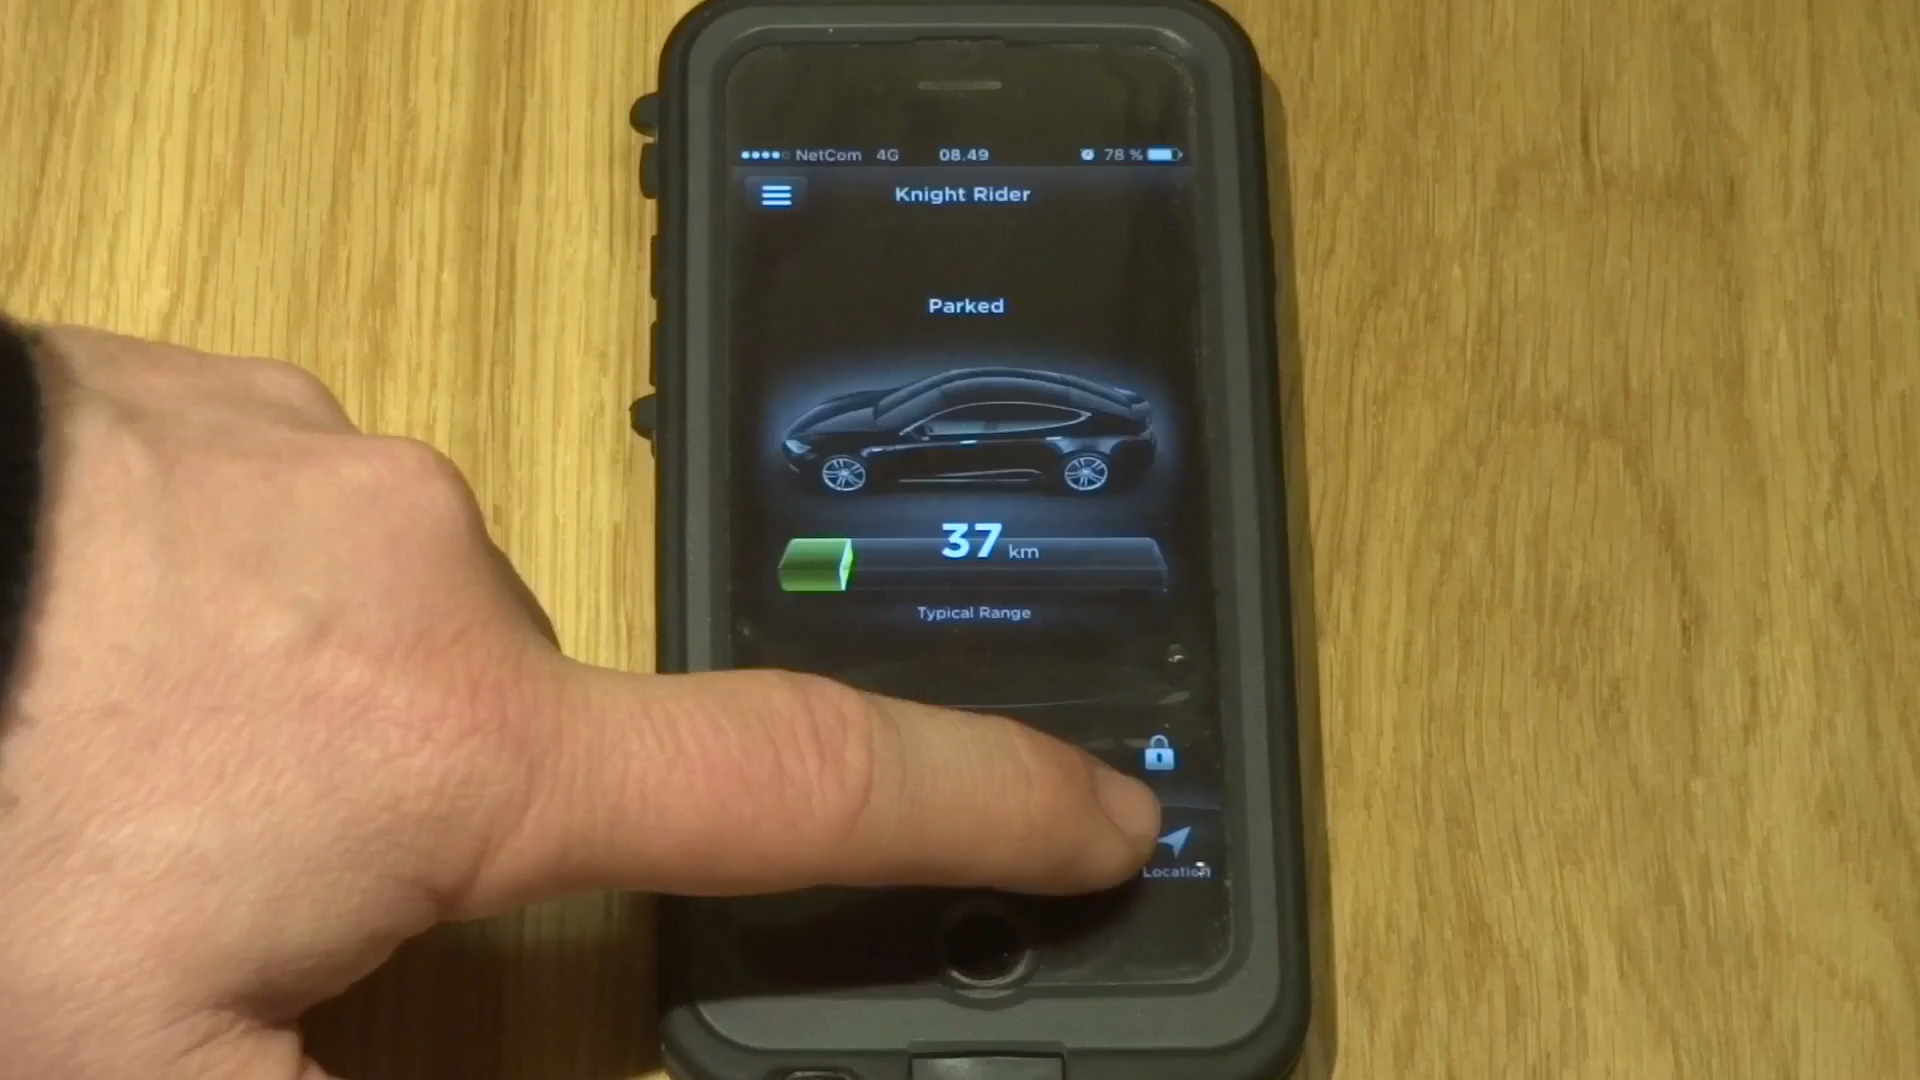 NetCom 4G 08.49 78 %
Knight Rider
Parked
37 km
Typical Range
Location